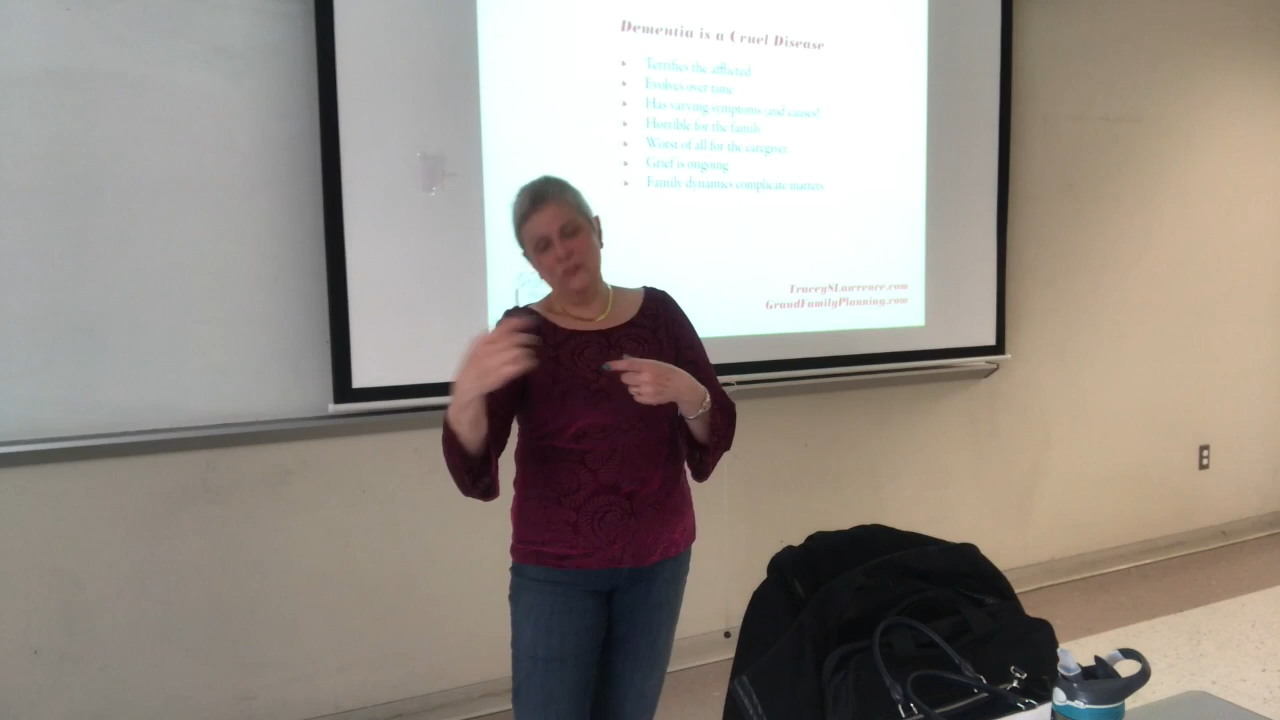 Dementia is a Cruel Disease
Terrifies the afflicted
Evolves over time
Has varying symptoms (and causes!)
Horrible for the family
Worst of all for the caregiver
Grief is ongoing
Family dynamics complicate matters
TraceySLawrence.com
GrandFamilyPlanning.com